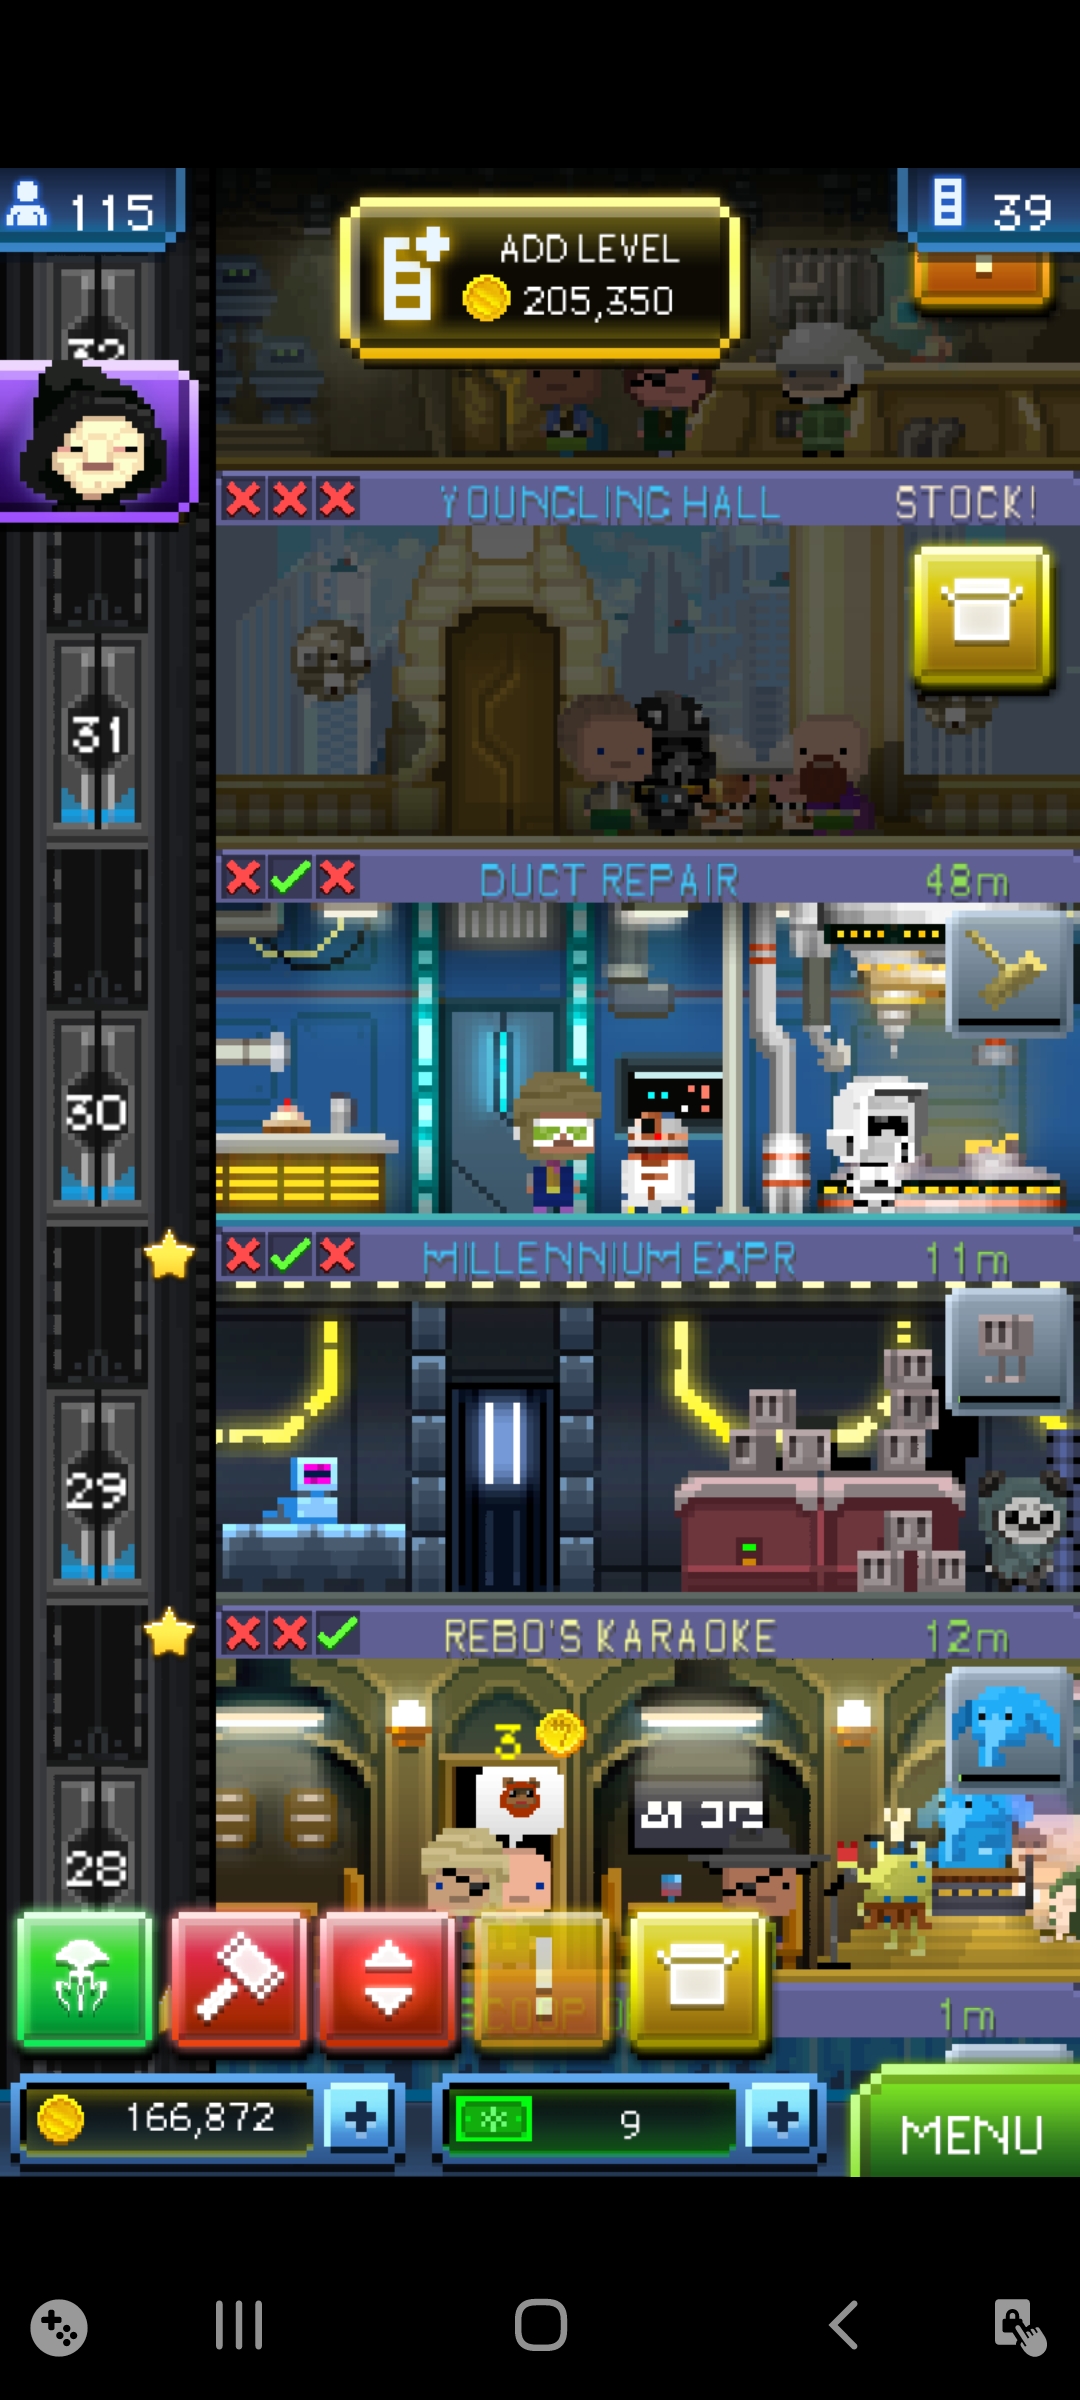 115
ADD LEVEL
205,350
39
32
YOUNGLING HALL
STOCK!
31
DUCT REPAIR
48m
30
MILLENNIUM EXPR
11m
29
REBO'S KARAOKE
12m
3
28
SCOUP
1m
166,872
9
MENU